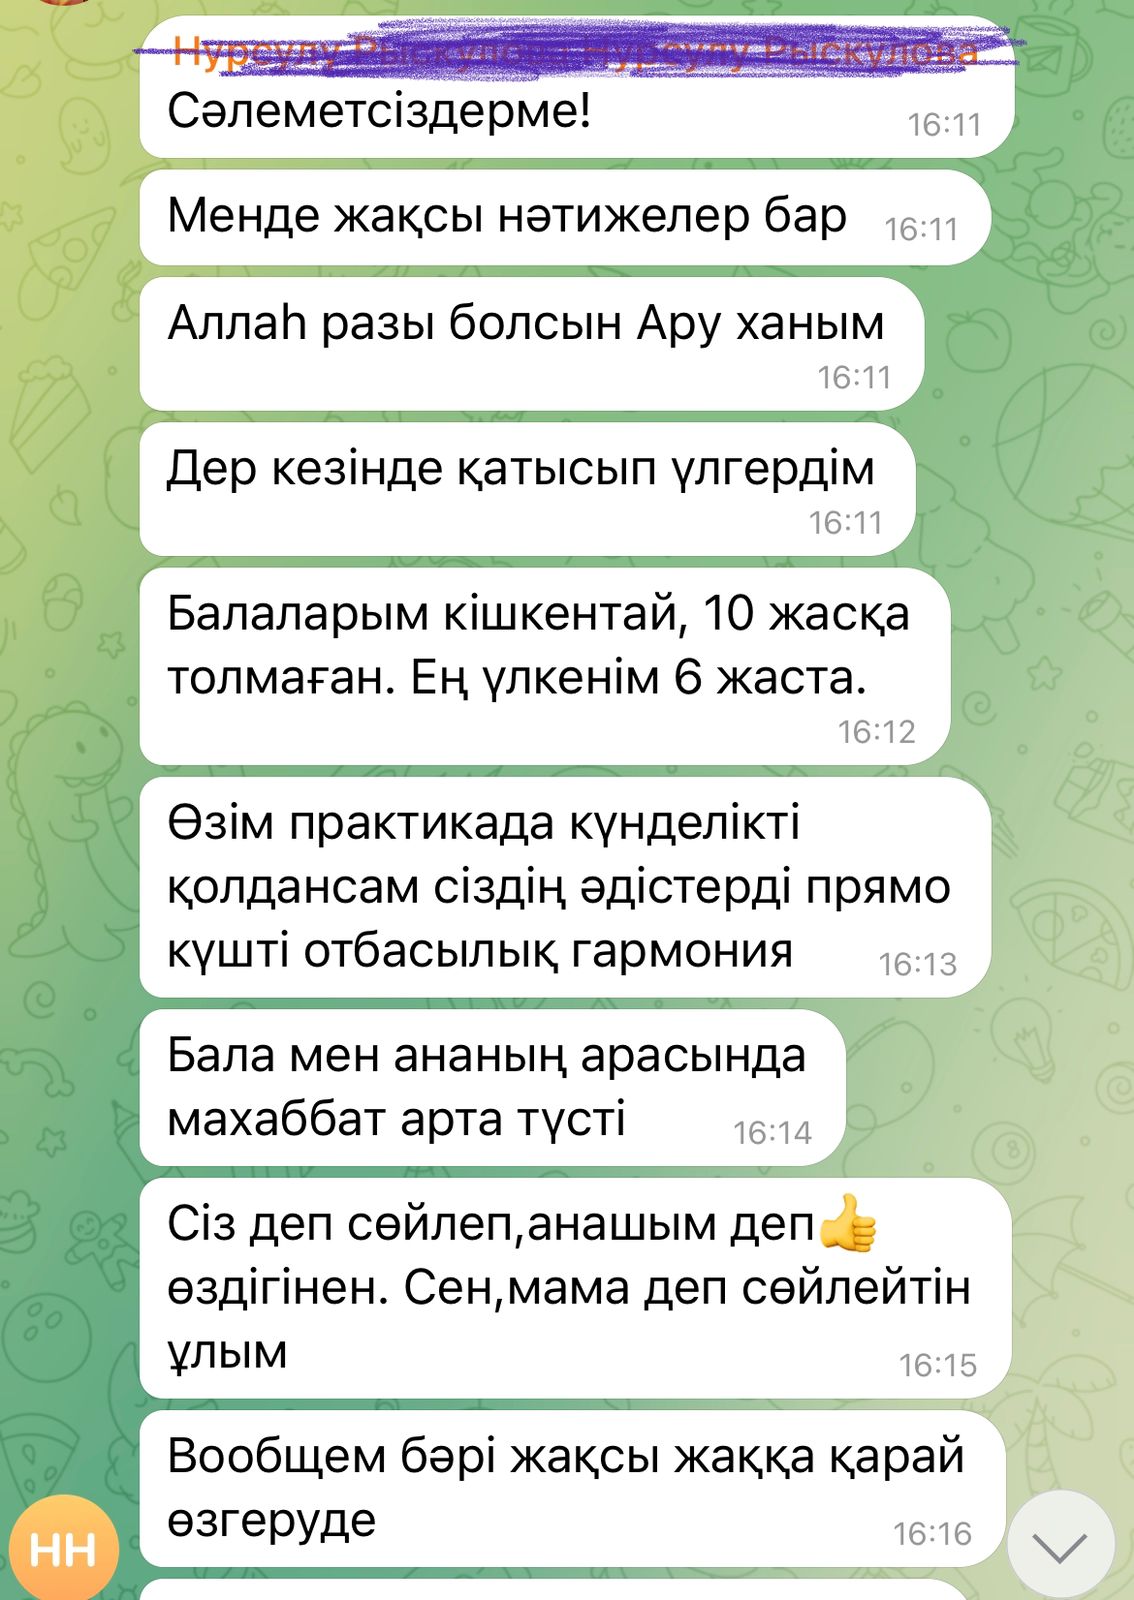 Сәлеметсіздерме!
16:11
Менде жақсы нәтижелер бар
16:11
Аллаһ разы болсын Ару ханым
16:11
Дер кезінде қатысып үлгердім
16:11
Балаларым кішкентай, 10 жасқа
толмаған. Ең үлкенім 6 жаста.
16:12
Өзім практикада күнделікті
қолдансам сіздің әдістерді прямо
күшті отбасылық гармония
16:13
Бала мен ананың арасында
махаббат арта түсті
16:14
Сіз деп сөйлеп,анашым деп👍
өздігінен. Сен,мама деп сөйлейтін
ұлым
16:15
Вообщем бәрі жақсы жаққа қарай
өзгеруде
16:16
НН